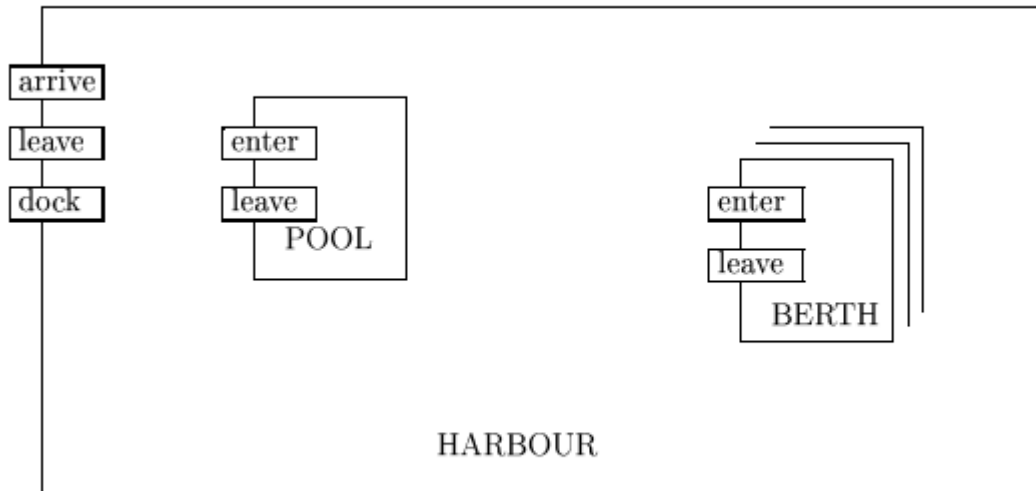 arrive
leave
dock
enter
leave
POOL
enter
leave
BERTH
HARBOUR